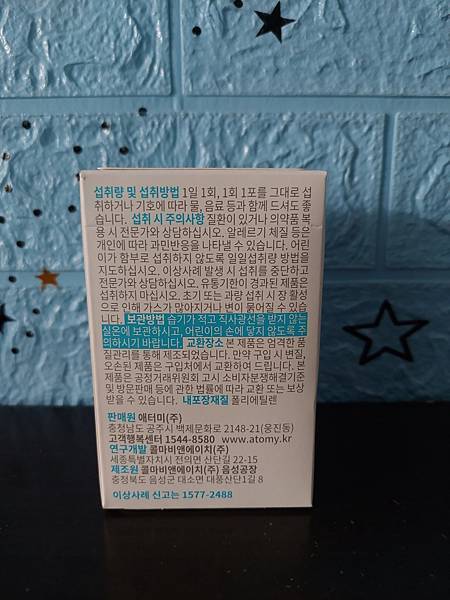 섭취량 및 섭취방법 1일 1회, 1회 1포를 그대로 섭
취하거나 기호에 따라 물, 음료 등과 함께 드셔도 좋
습니다. 섭취 시 주의사항 질환이 있거나 의약품 복
용 시 전문가와 상담하십시오. 알레르기 체질 등은
개인에 따라 과민반응을 나타낼 수 있습니다. 어린
이가 함부로 섭취하지 않도록 일일섭취량 방법을
지도하십시오. 이상사례 발생 시 섭취를 중단하고
전문가와 상담하십시오. 유통기한이 경과된 제품은
섭취하지 마십시오. 초기 또는 과량 섭취 시 장 활성
으로 인해 가스가 많아지거나 변이 묽어질 수 있습
니다. 보관방법 습기가 적고 직사광선을 받지 않는
실온에 보관하시고, 어린이의 손에 닿지 않도록 주
의하시기 바랍니다. 교환장소 본 제품은 엄격한 품
질관리를 통해 제조되었습니다. 만약 구입 시 변질,
오손된 제품은 구입처에서 교환하여 드립니다. 본
제품은 공정거래위원회 고시 소비자분쟁해결기준
및 방문판매 등에 관한 법률에 따라 교환 또는 보상
받을 수 있습니다. 내포장재질 폴리에틸렌
판매원 애터미(주)
충청남도 공주시 백제문화로 2148-21(웅진동)
고객행복센터 1544-8580 www.atomy.kr
연구개발 콜마비앤에이치(주)
세종특별자치시 전의면 산단길 22-15
제조원 콜마비앤에이치(주) 음성공장
충청북도 음성군 대소면 대풍산단1길 8
이상사례 신고는 1577-2488